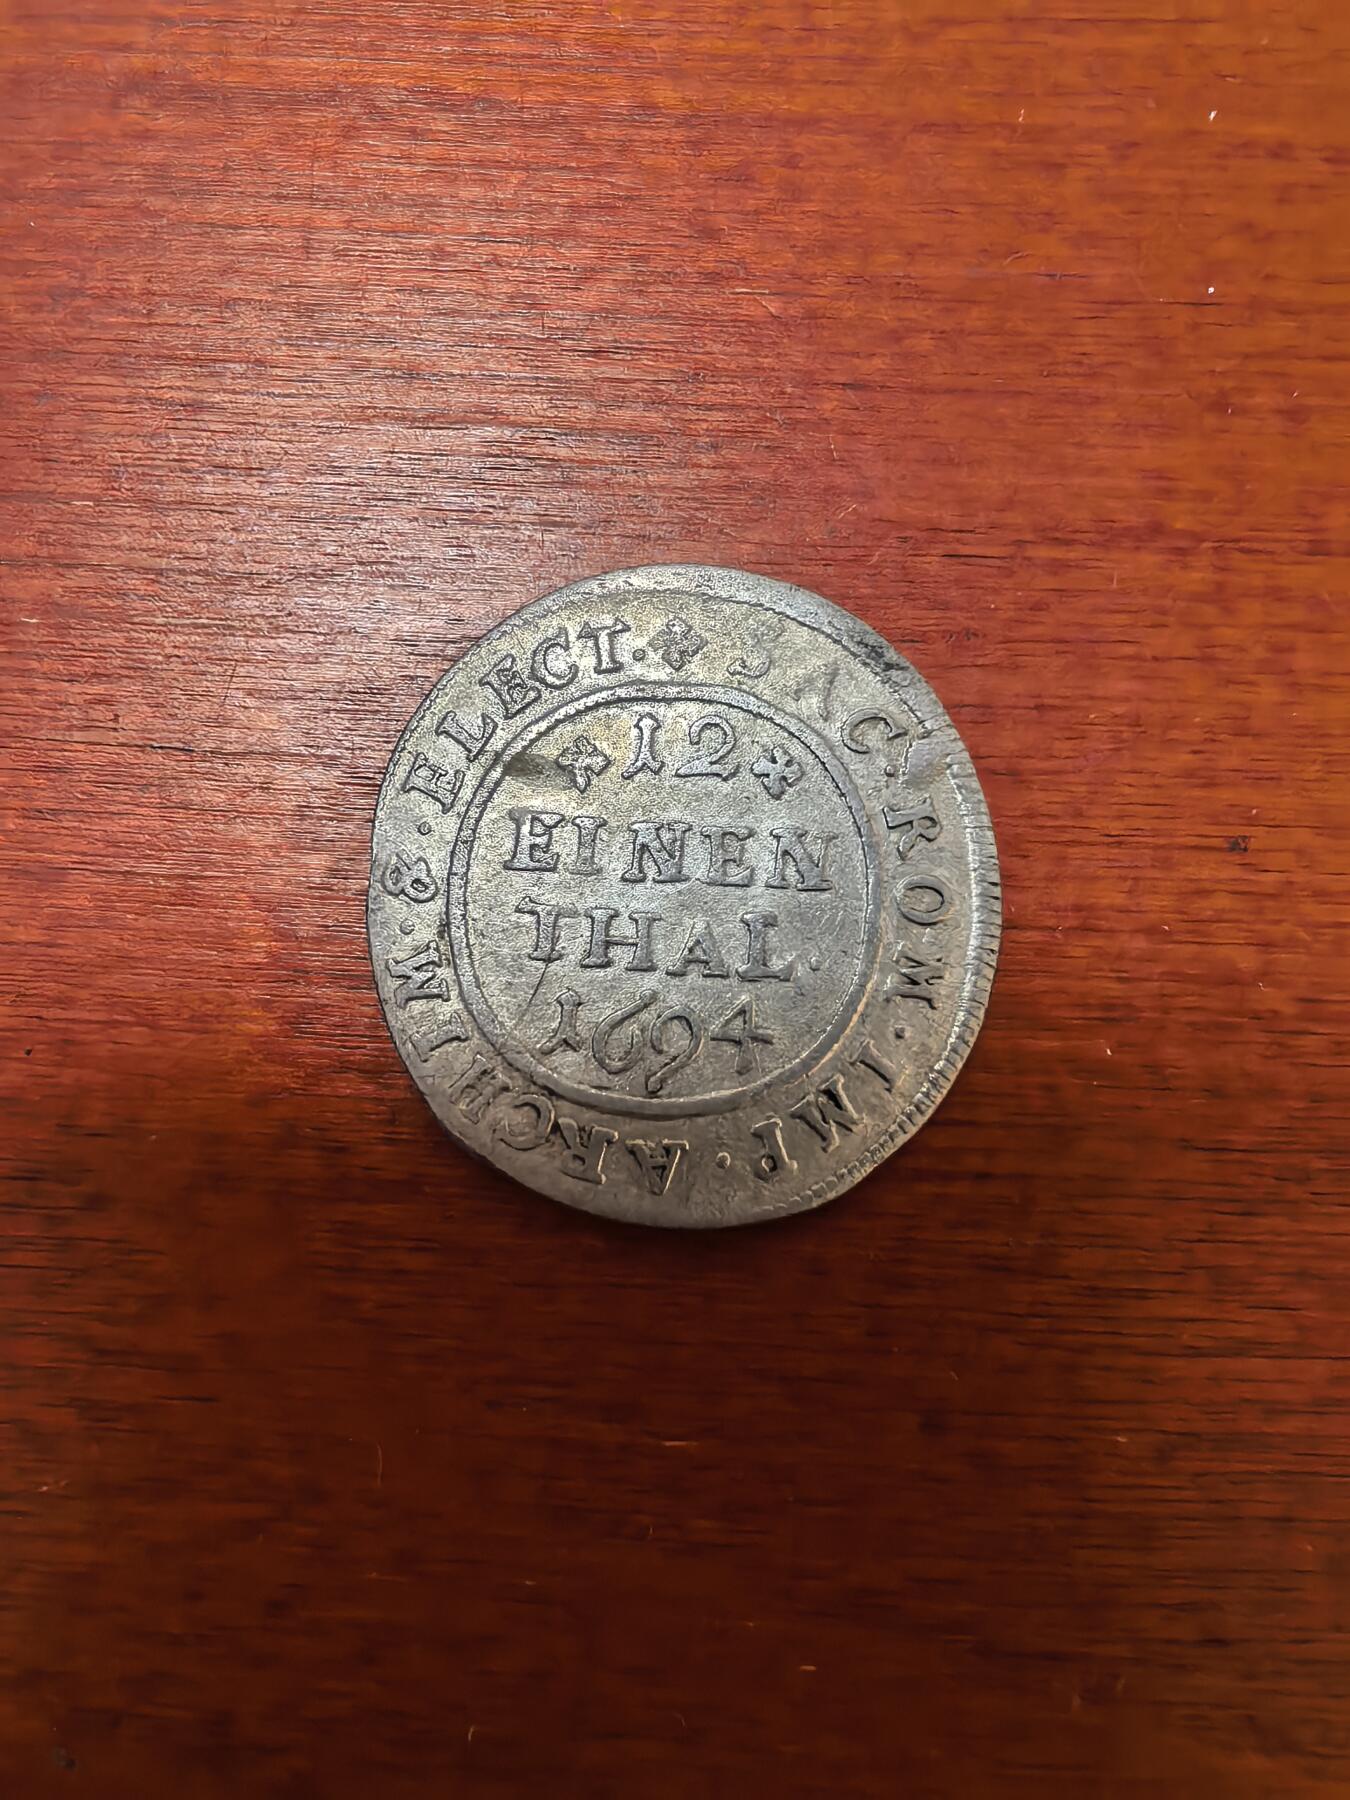 SAC. ROM. IMP. ARCHIM. & ELECT.
12
EINEN
THAL.
1694